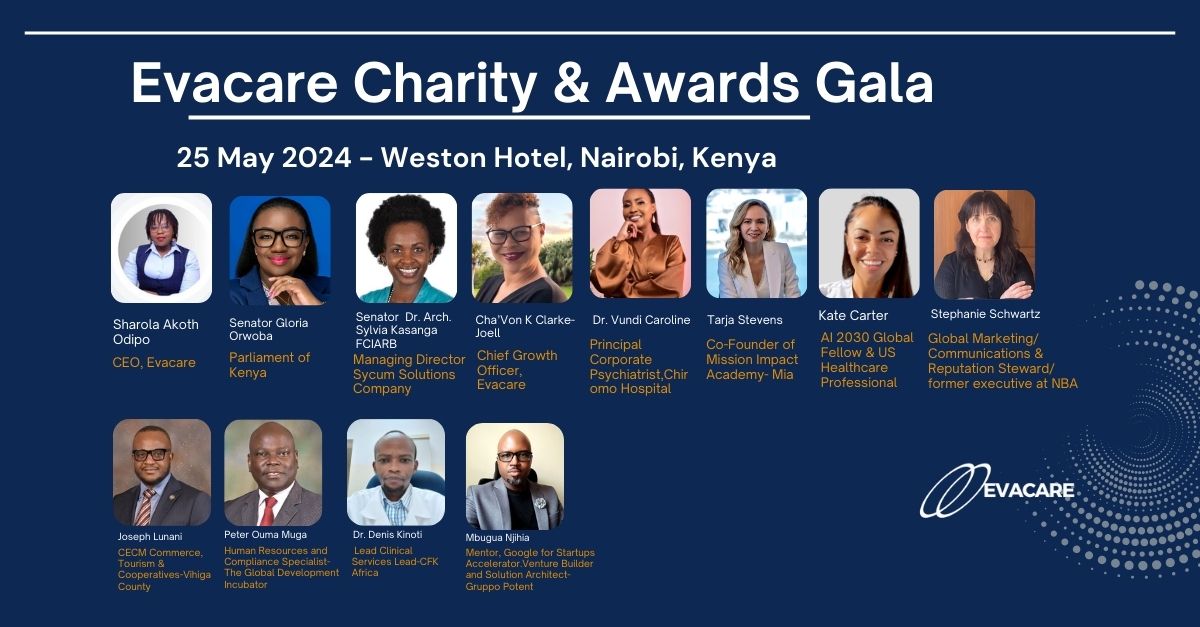 Evacare Charity & Awards Gala
25 May 2024 - Weston Hotel, Nairobi, Kenya
Sharola Akoth
Odipo
CEO, Evacare
Senator Gloria
Orwoba
Parliament of
Kenya
Senator Dr. Arch.
Sylvia Kasanga
FCIARB
Managing Director
Sycum Solutions
Company
Cha'Von K Clarke-
Joell
Chief Growth
Officer,
Evacare
Dr. Vundi Caroline
Principal
Corporate
Psychiatrist,Chir
omo Hospital
Tarja Stevens
Co-Founder of
Mission Impact
Academy- Mia
Kate Carter
AI 2030 Global
Fellow & US
Healthcare
Professional
Stephanie Schwartz
Global Marketing/
Communications &
Reputation Steward/
former executive at NBA
Joseph Lunani
CECM Commerce,
Tourism &
Cooperatives-Vihiga
County
Peter Ouma Muga
Human Resources and
Compliance Specialist-
The Global Development
Incubator
Dr. Denis Kinoti
Lead Clinical
Services Lead-CFK
Africa
Mbugua Njihia
Mentor, Google for Startups
Accelerator.Venture Builder
and Solution Architect-
Gruppo Potent
EVACARE